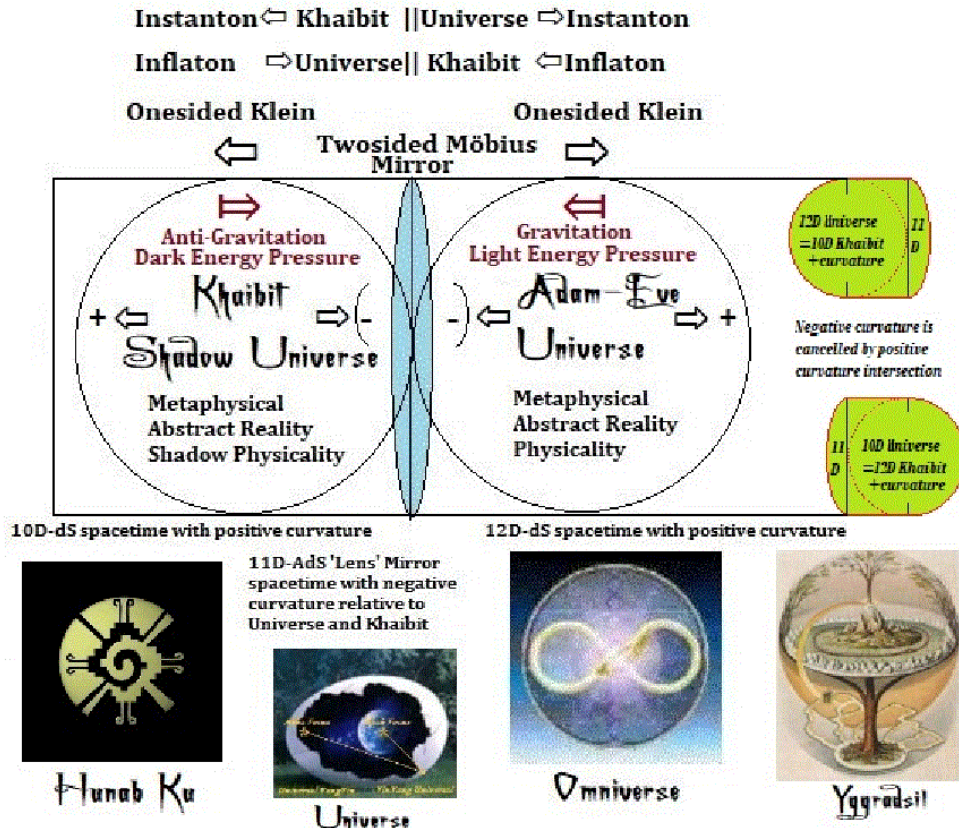 Instanton⇦ Khaibit ||Universe ⇨Instanton
Inflaton ⇨Universe|| Khaibit ⇦Inflaton
Onesided Klein
Onesided Klein
Twosided Möbius
Mirror
Anti-Gravitation
Dark Energy Pressure
Khaibit
Shadow Universe
+
-
Metaphysical
Abstract Reality
Shadow Physicality
Gravitation
Light Energy Pressure
Adam-Eve
Universe
-
+
Metaphysical
Abstract Reality
Physicality
12D Universe
=10D Khaibit
+curvature
11
D
Negative curvature is
cancelled by positive
curvature intersection
11
D
10D Universe
=12D Khaibit
+curvature
10D-dS spacetime with positive curvature
12D-dS spacetime with positive curvature
11D-AdS 'Lens' Mirror
spacetime with negative
curvature relative to
Universe and Khaibit
Hunab Ku
Universe
Omniverse
Yggradsil